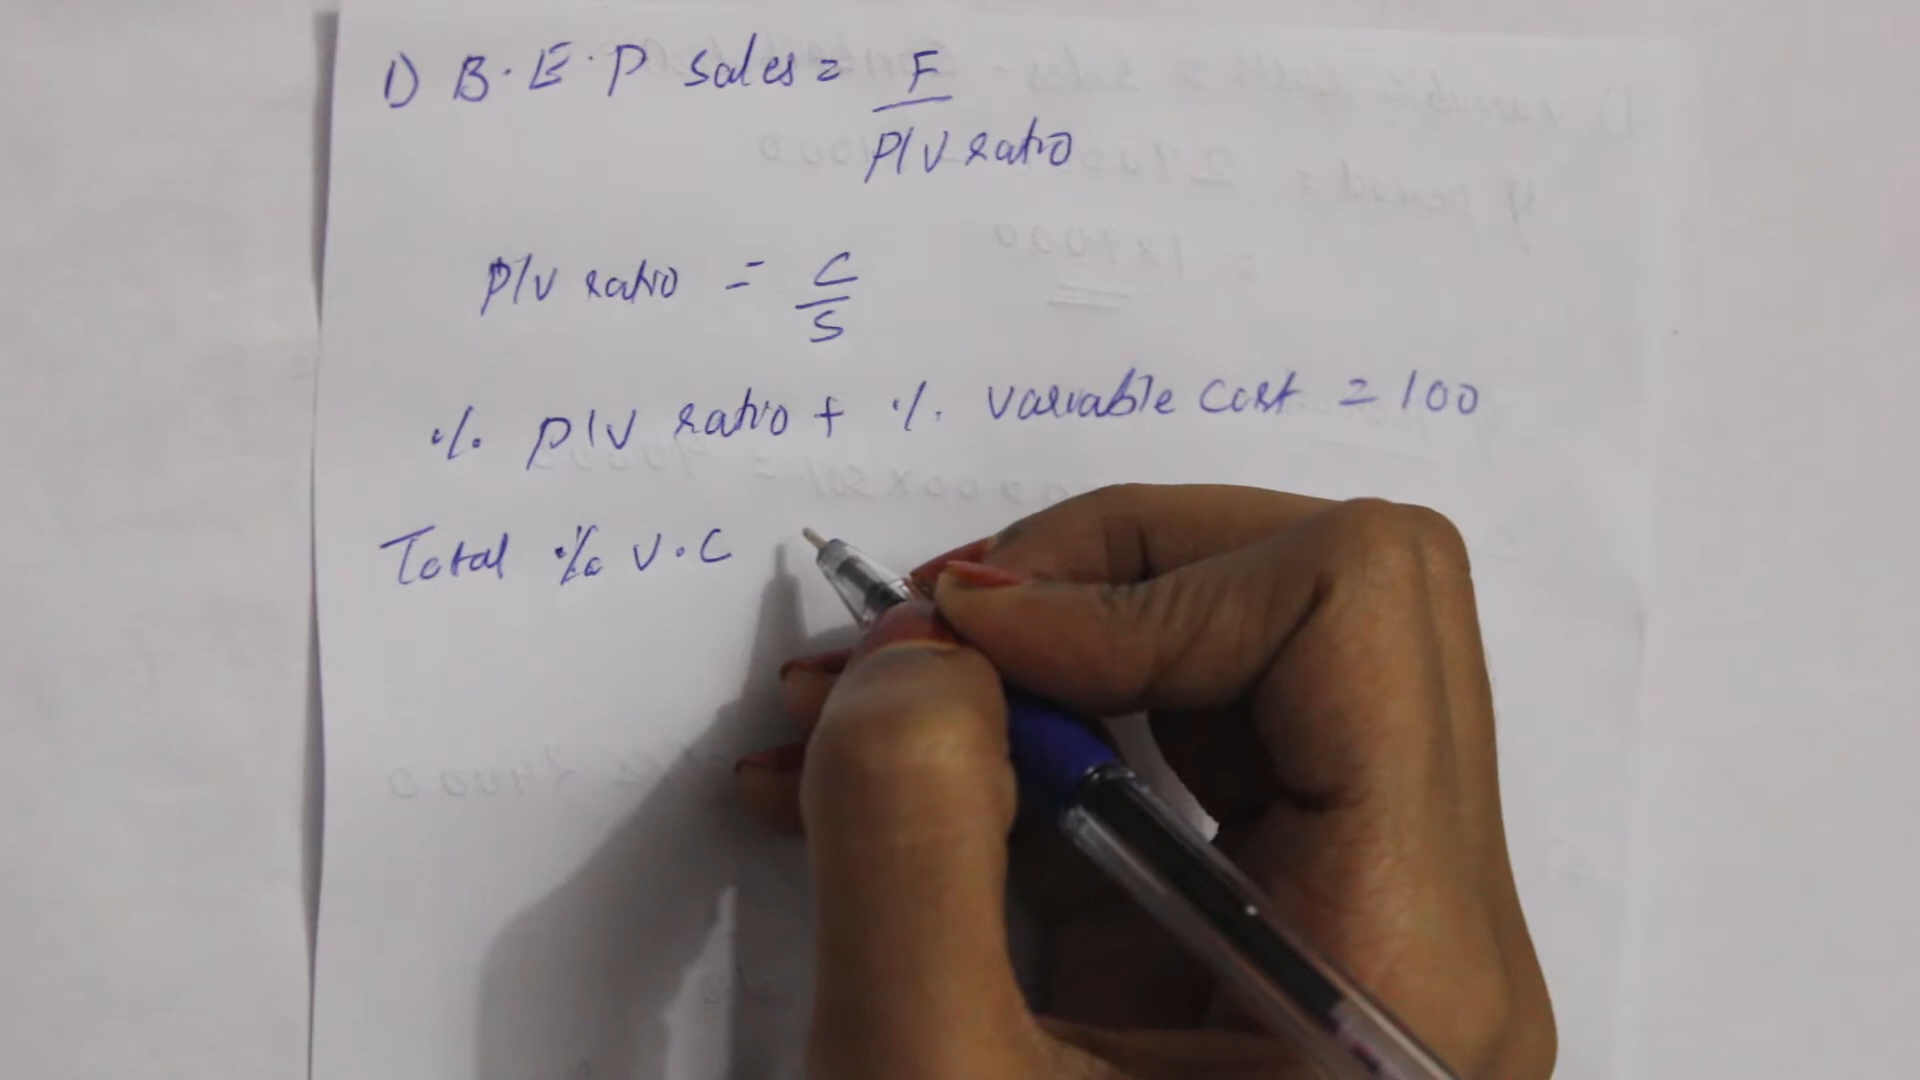 1) B.E.P sales = F / P/V ratio
P/V ratio = C / S
% P/V ratio + % variable cost = 100
Total % V.C